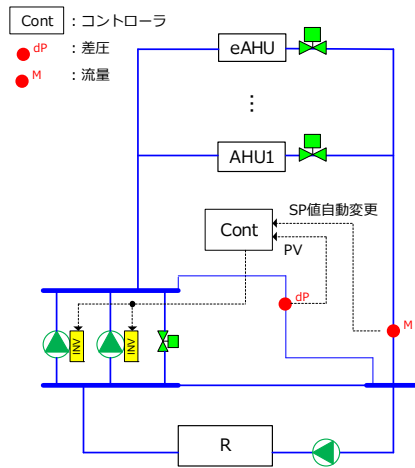 Cont :コントローラ
dP :差圧
M :流量
eAHU
⋮
AHU1
SP値自動変更
Cont
PV
dP
INV
INV
M
R